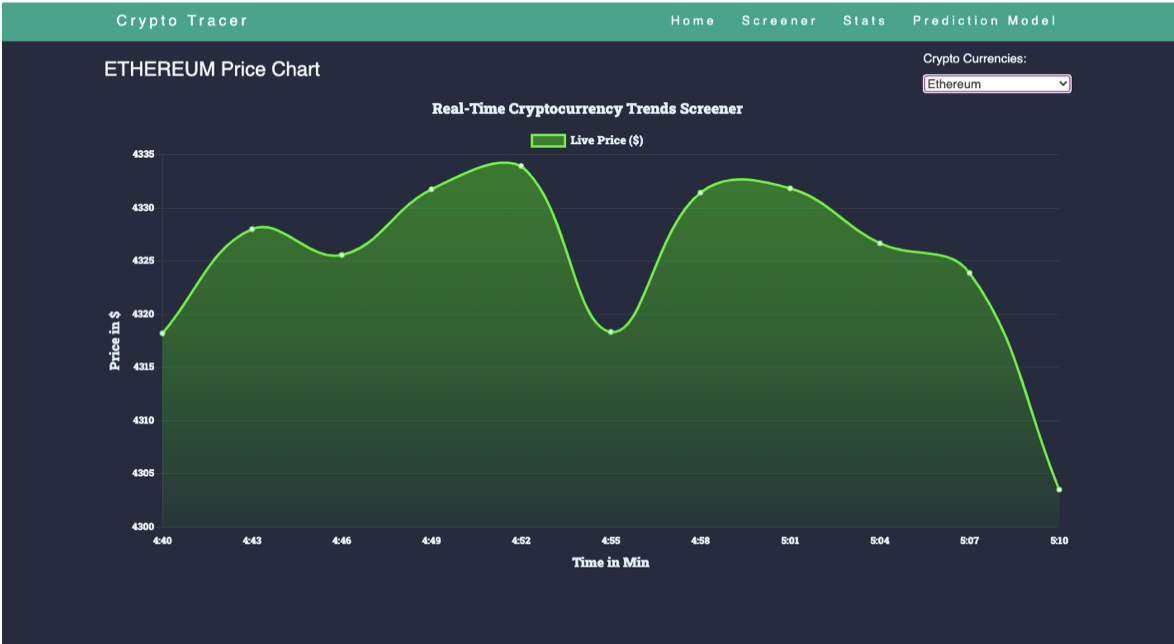 Crypto Tracer
Home Screener Stats Prediction Model
ETHEREUM Price Chart
Crypto Currencies:
Ethereum
Real-Time Cryptocurrency Trends Screener
Live Price ($)
Price in $
4335
4330
4325
4320
4315
4310
4305
4300
4:40 4:43 4:46 4:49 4:52 4:55 4:58 5:01 5:04 5:07 5:10
Time in Min